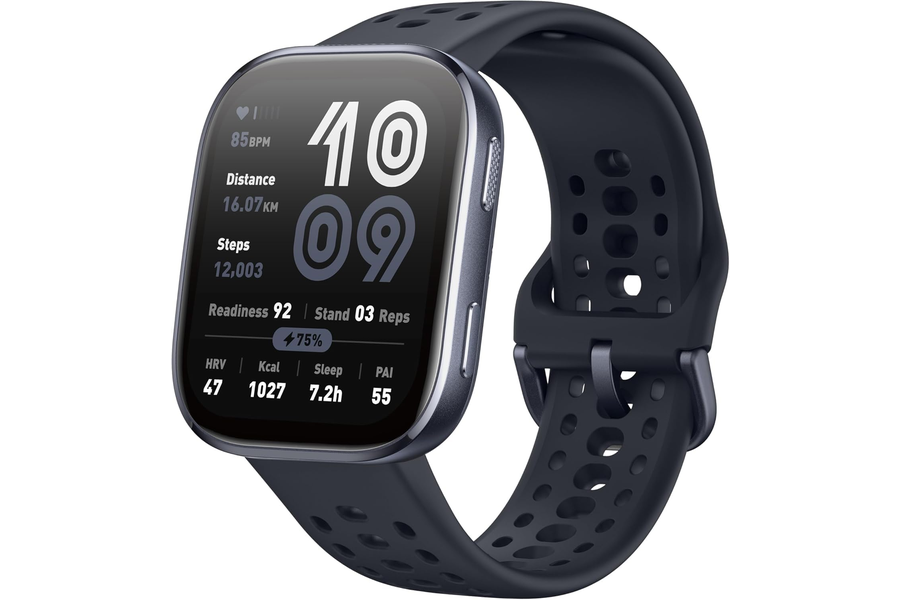 10
85BPM
Distance
16.07KM
09
Steps
12,003
Readiness 92 Stand 03 Reps
75%
HRV Kcal Sleep PAI
47 1027 7.2h 55